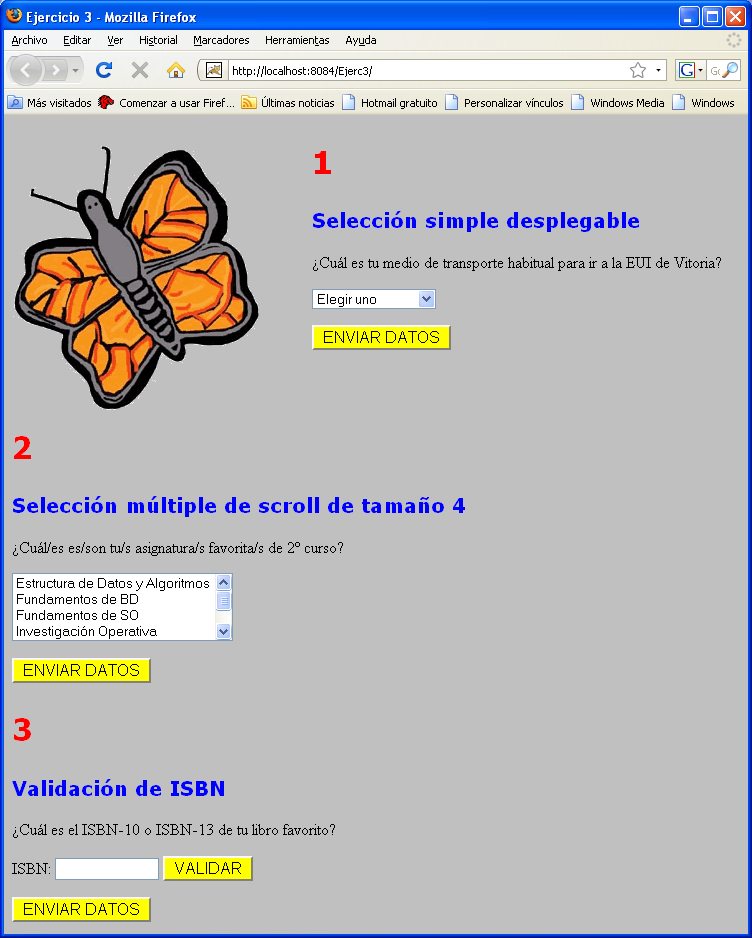 Ejercicio 3 - Mozilla Firefox
Archivo Editar Ver Historial Marcadores Herramientas Ayuda
http://localhost:8084/Ejerc3/
Más visitados Comenzar a usar Firef... Últimas noticias Hotmail gratuito Personalizar vínculos Windows Media Windows
1
Selección simple desplegable
¿Cuál es tu medio de transporte habitual para ir a la EUI de Vitoria?
Elegir uno
ENVIAR DATOS
2
Selección múltiple de scroll de tamaño 4
¿Cuál/es es/son tu/s asignatura/s favorita/s de 2º curso?
Estructura de Datos y Algoritmos
Fundamentos de BD
Fundamentos de SO
Investigación Operativa
ENVIAR DATOS
3
Validación de ISBN
¿Cuál es el ISBN-10 o ISBN-13 de tu libro favorito?
ISBN: VALIDAR
ENVIAR DATOS